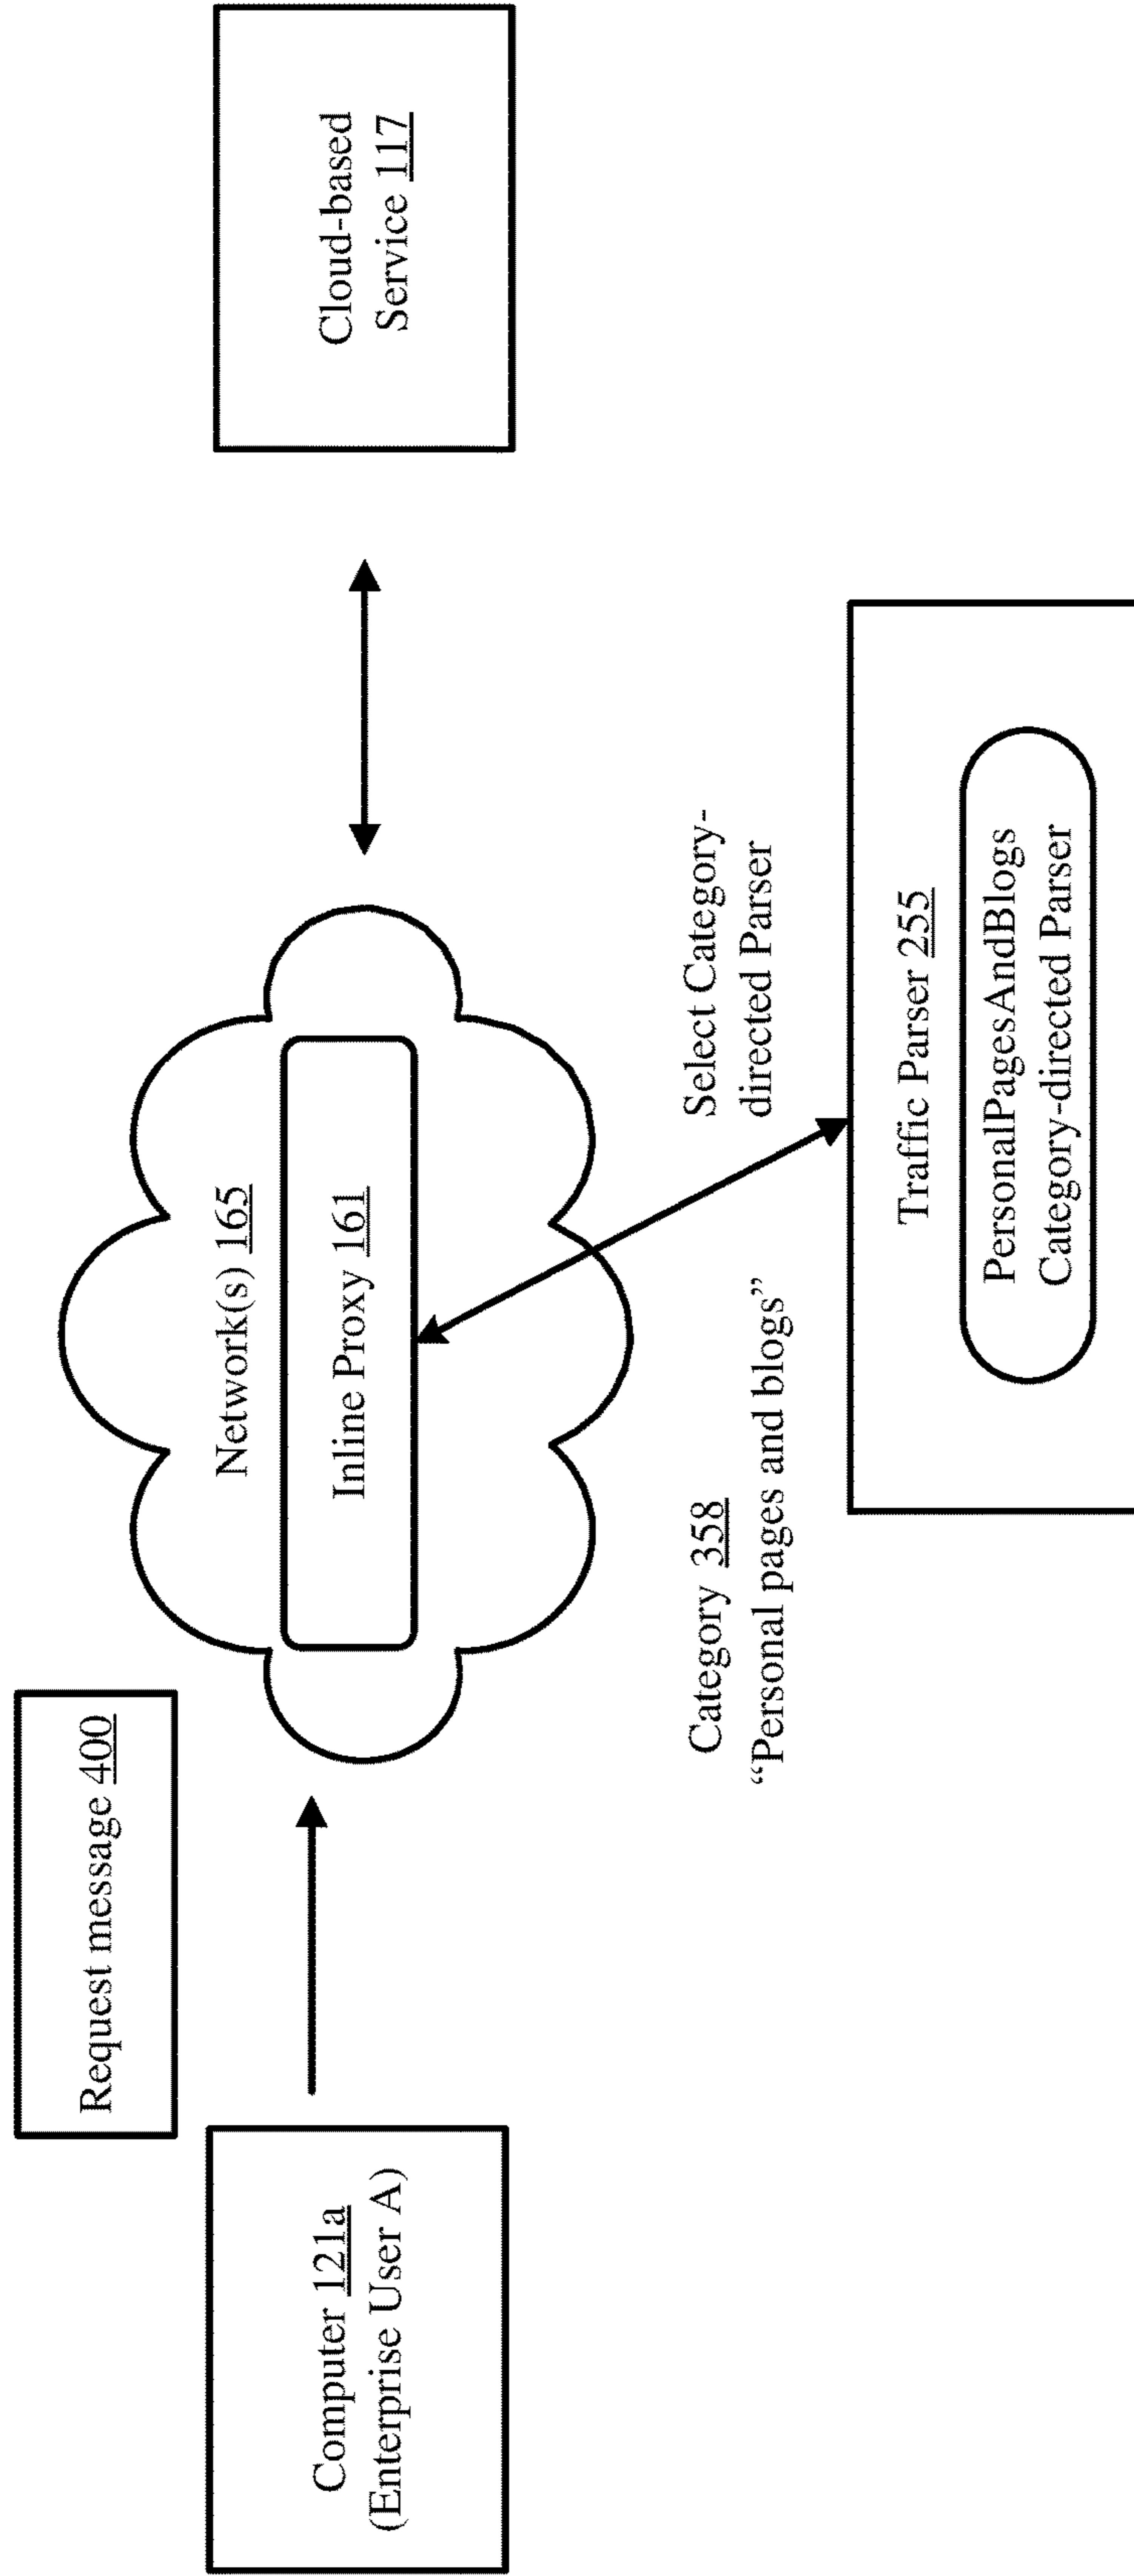 Request message 400
Computer 121a
(Enterprise User A)
Network(s) 165
Inline Proxy 161
Cloud-based
Service 117
Category 358
“Personal pages and blogs”
Select Category-
directed Parser
Traffic Parser 255
PersonalPagesAndBlogs
Category-directed Parser